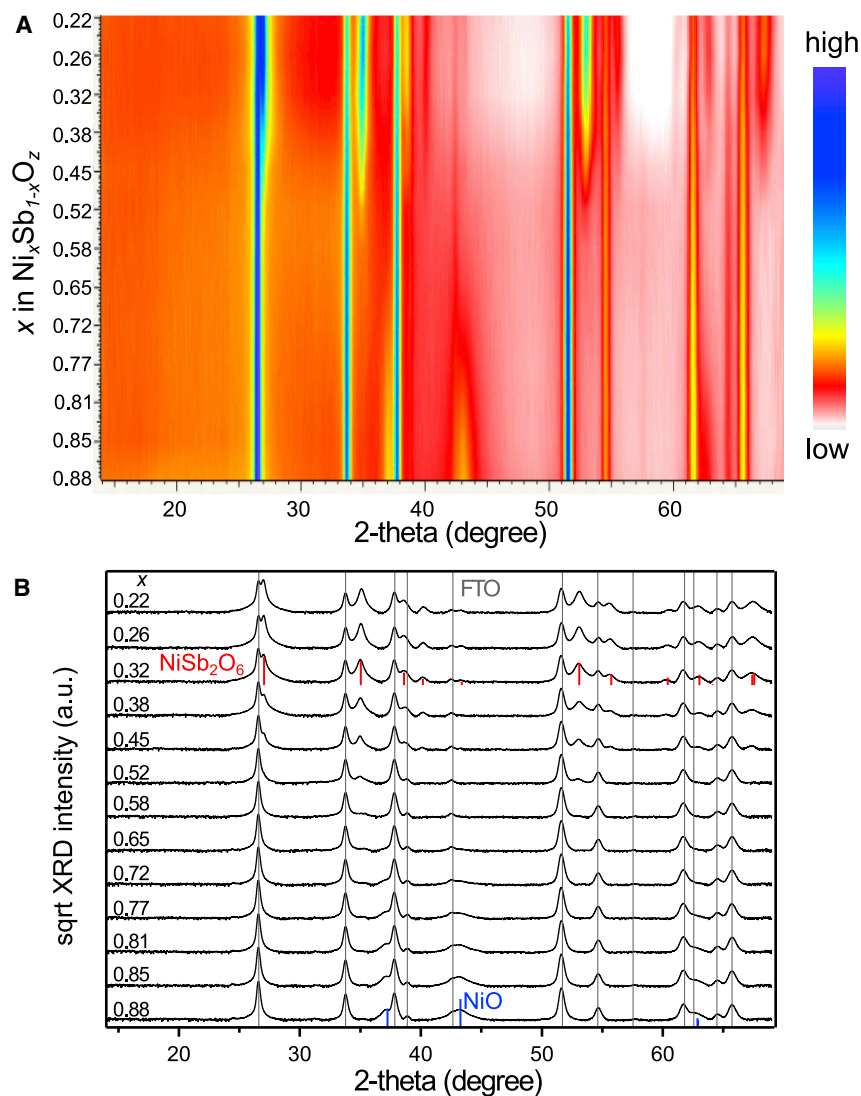 A
x in NixSb1-xOz
0.22
0.26
0.32
0.38
0.45
0.52
0.58
0.65
0.72
0.77
0.81
0.85
0.88
20 30 40 50 60
2-theta (degree)
high
low
B
sqrt XRD intensity (a.u.)
x
FTO
0.22
0.26
NiSb2O6
0.32
0.38
0.45
0.52
0.58
0.65
0.72
0.77
0.81
0.85
NiO
0.88
20 30 40 50 60
2-theta (degree)